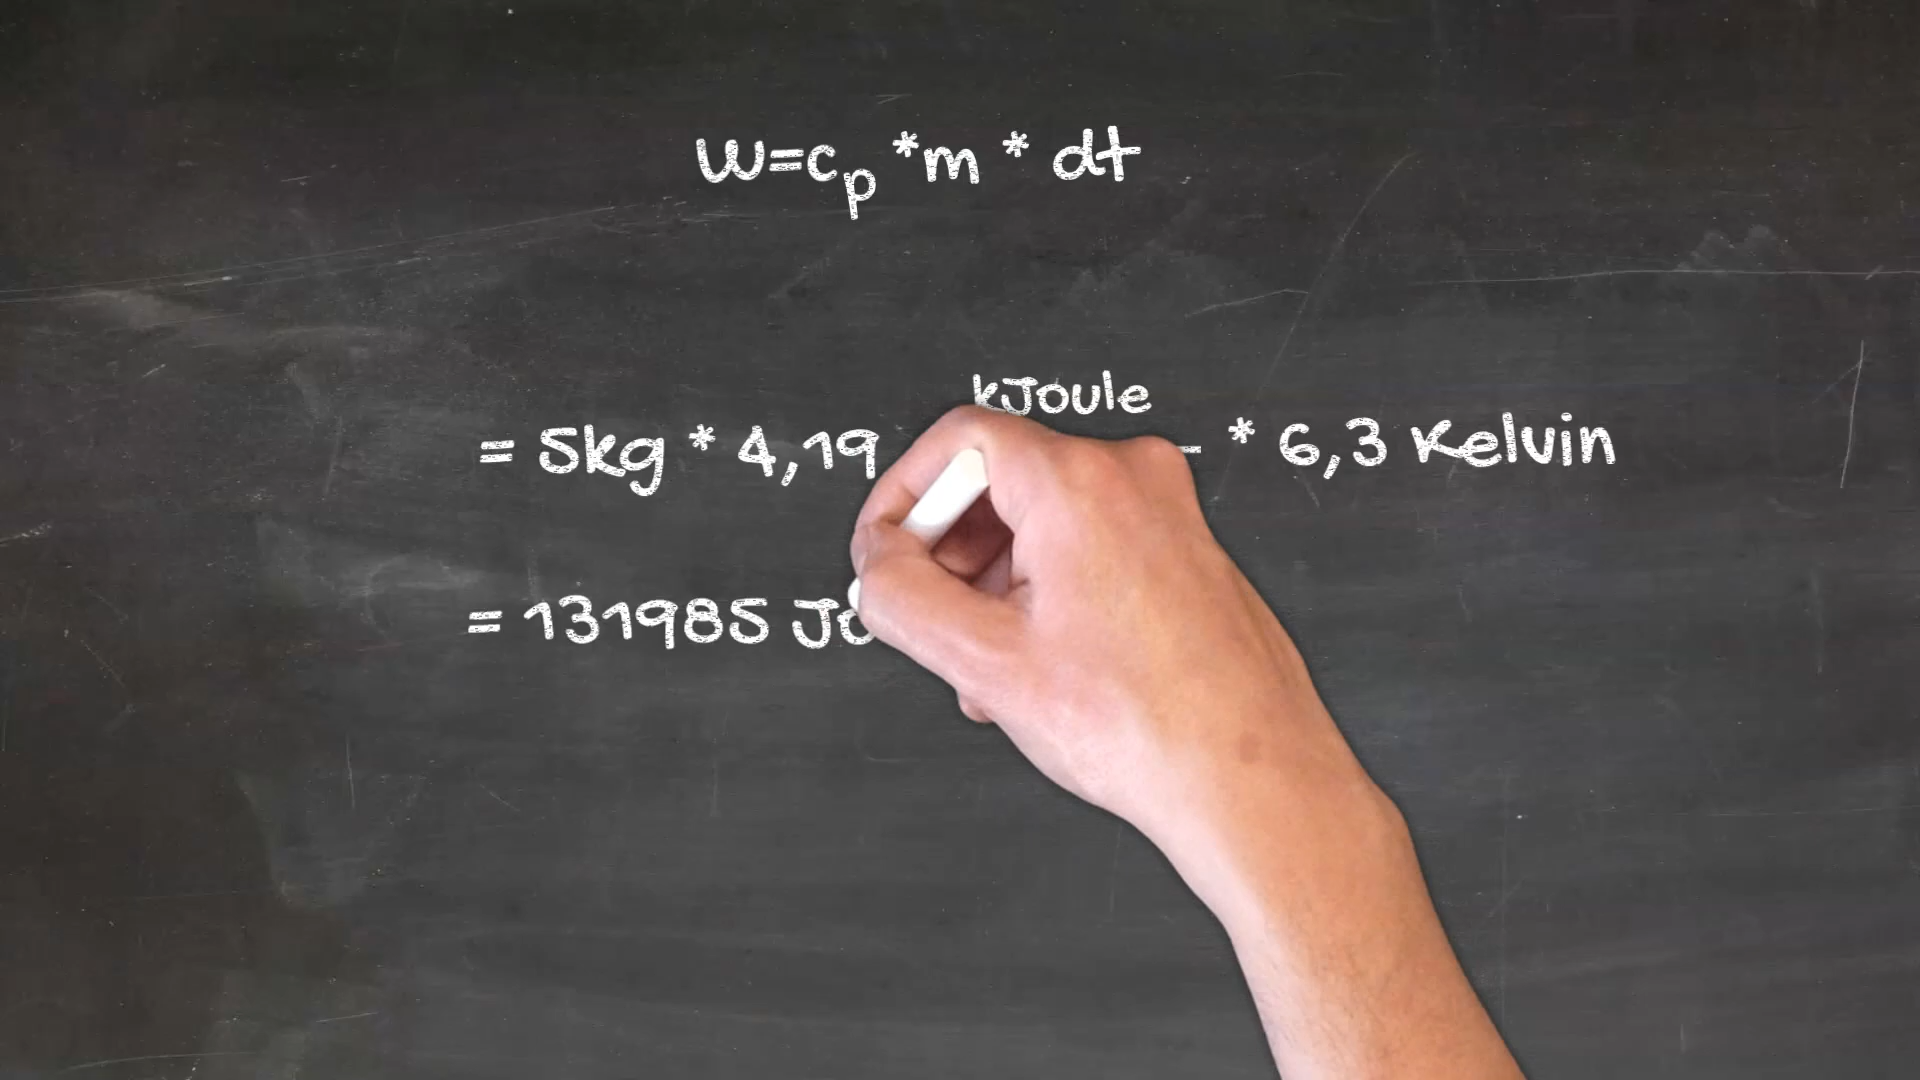 W=cp *m * dt
kJoule
= 5kg * 4,19 * 6,3 Kelvin
= 131985 Jo